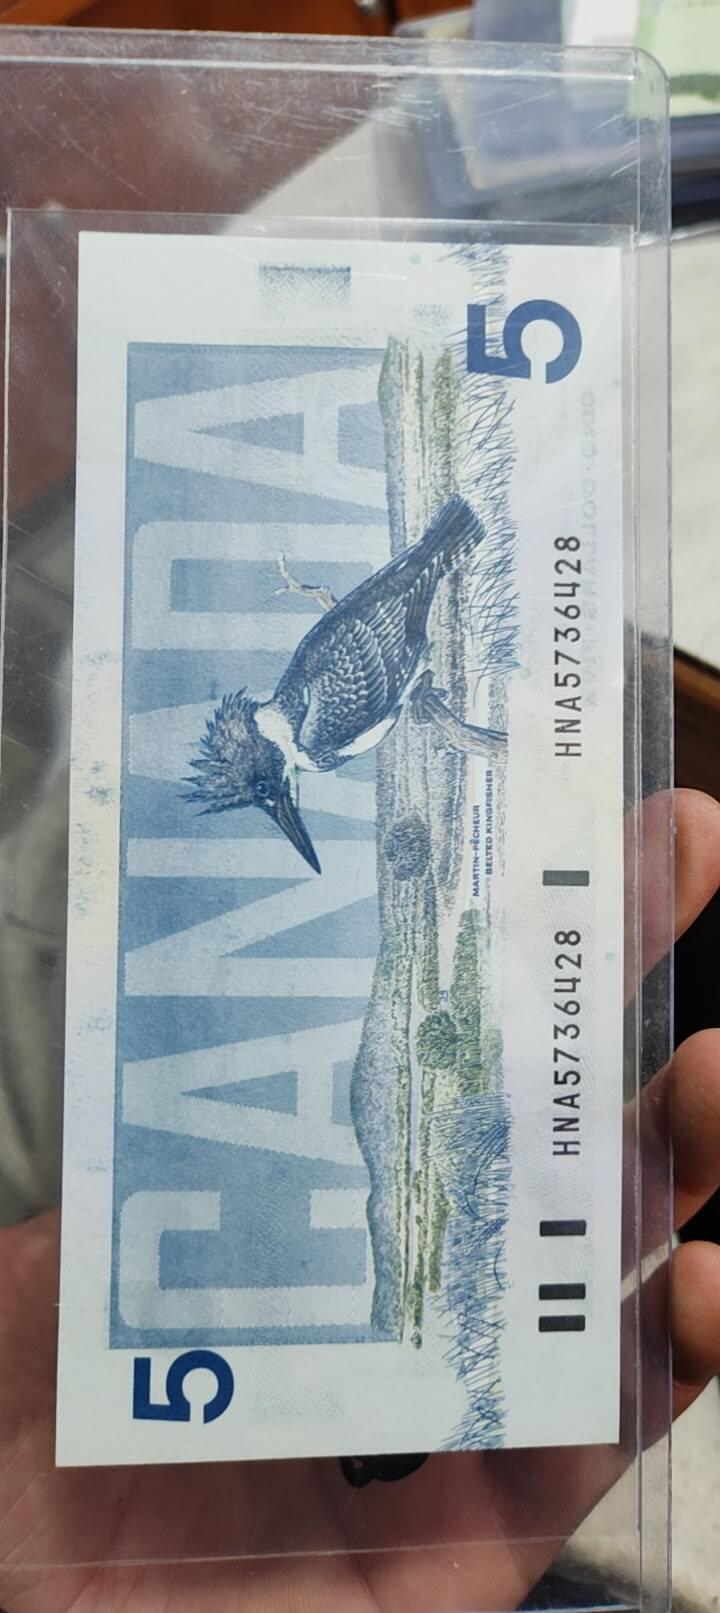 5
CANADA
5
MARTIN-PÊCHEUR
BELTED KINGFISHER
HNA5736428
HNA5736428